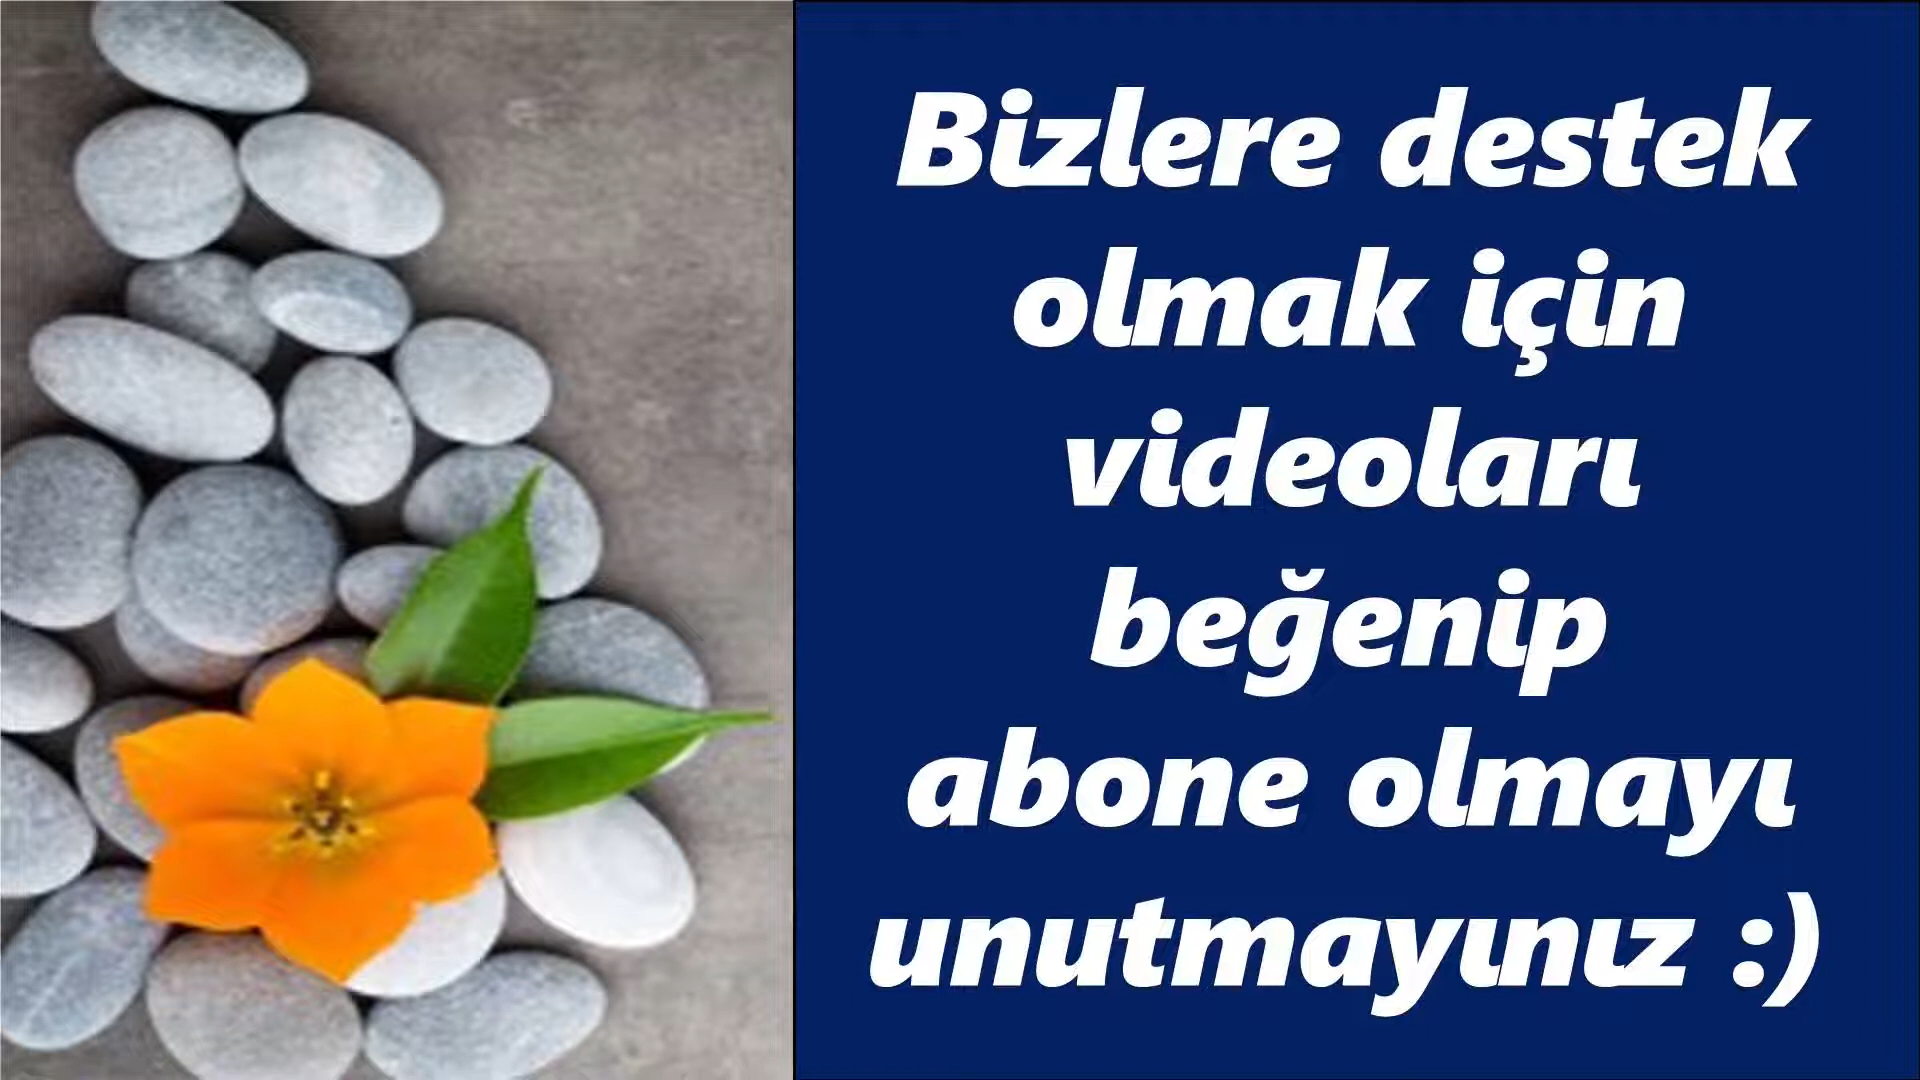 Bizlere destek
olmak için
videoları
beğenip
abone olmayı
unutmayınız :)